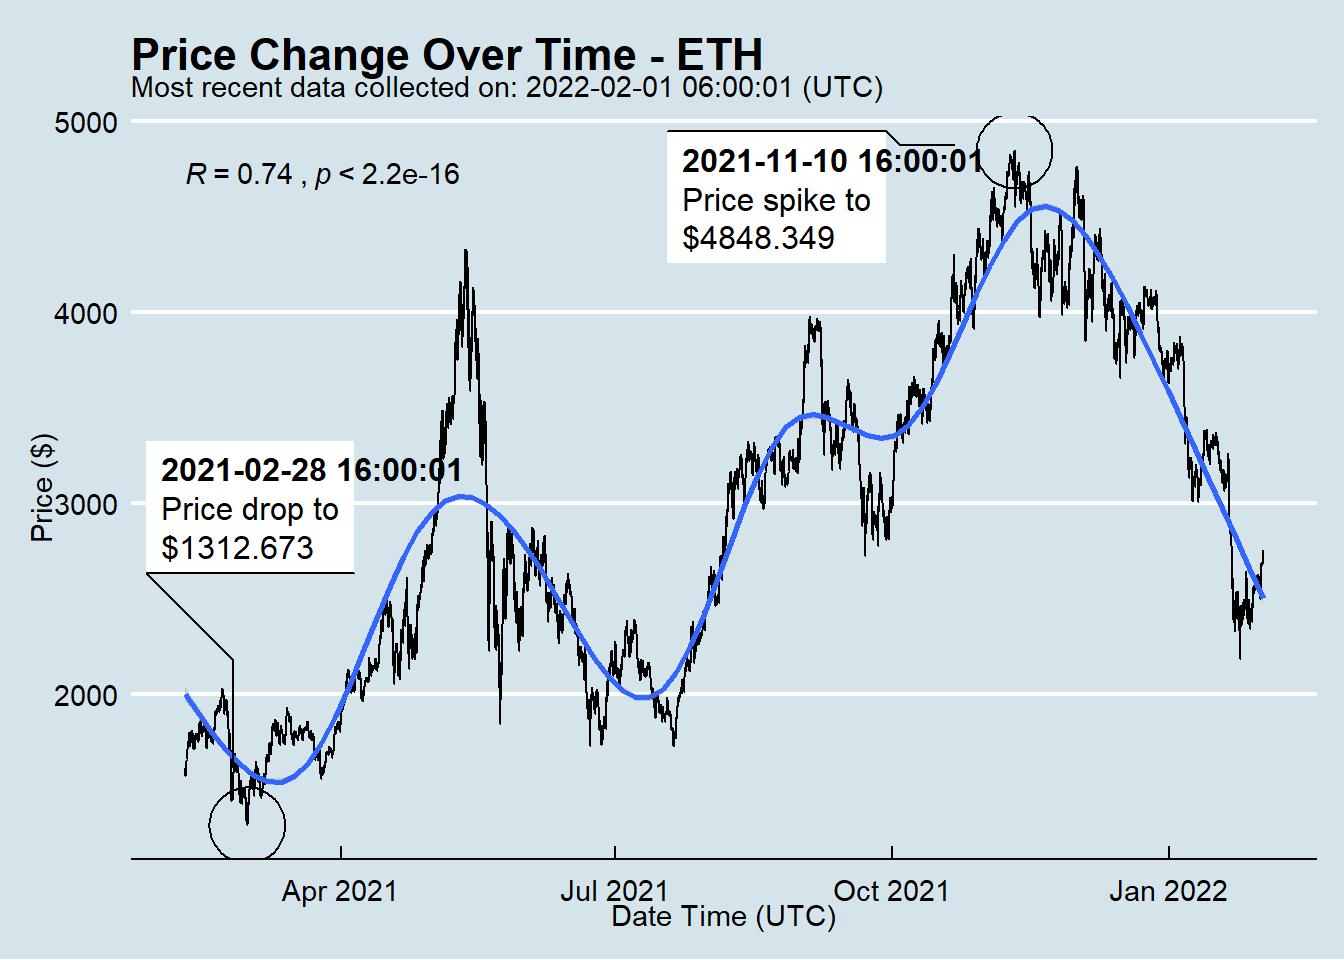 Price Change Over Time - ETH
Most recent data collected on: 2022-02-01 06:00:01 (UTC)
5000
R = 0.74 , p < 2.2e-16
2021-11-10 16:00:01
Price spike to
$4848.349
4000
2021-02-28 16:00:01
Price drop to
$1312.673
3000
Price ($)
2000
Apr 2021
Jul 2021
Oct 2021
Jan 2022
Date Time (UTC)